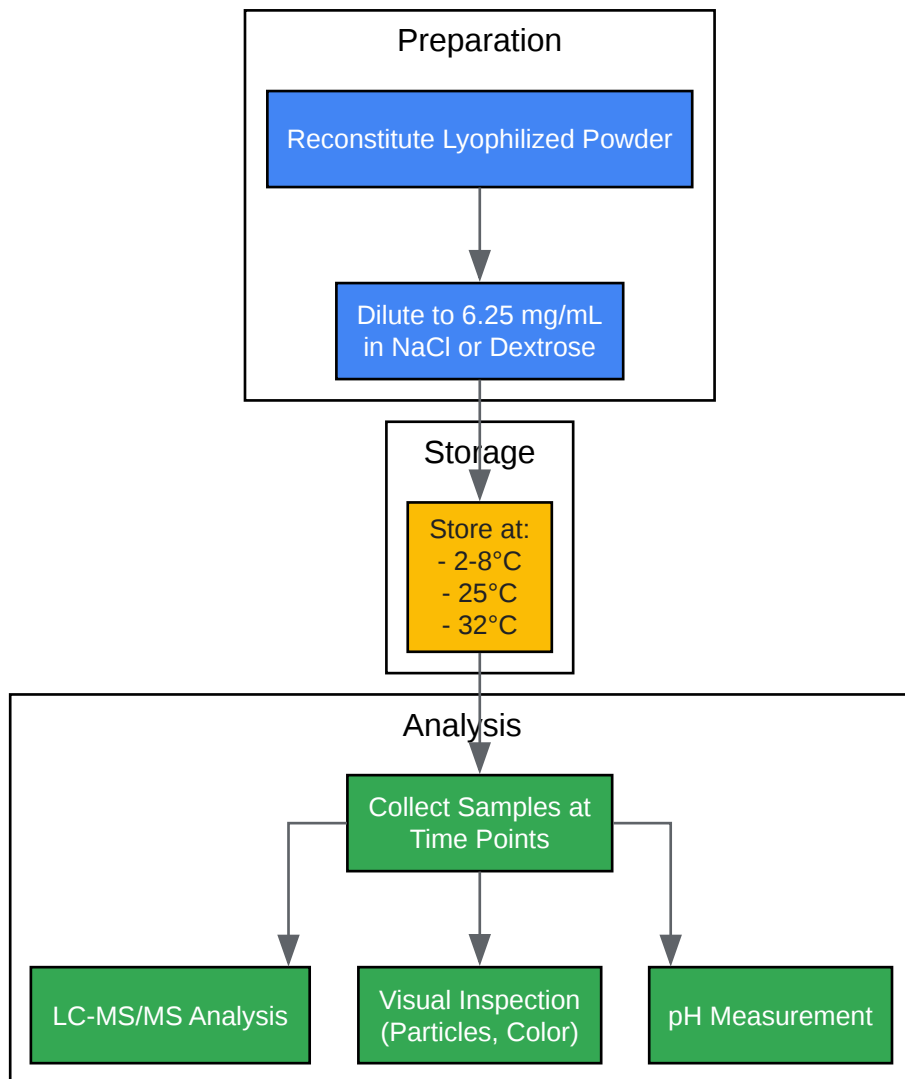 Preparation
Reconstitute Lyophilized Powder
Dilute to 6.25 mg/mL
in NaCl or Dextrose
Storage
Store at:
- 2-8°C
- 25°C
- 32°C
Analysis
Collect Samples at
Time Points
LC-MS/MS Analysis
Visual Inspection
(Particles, Color)
pH Measurement